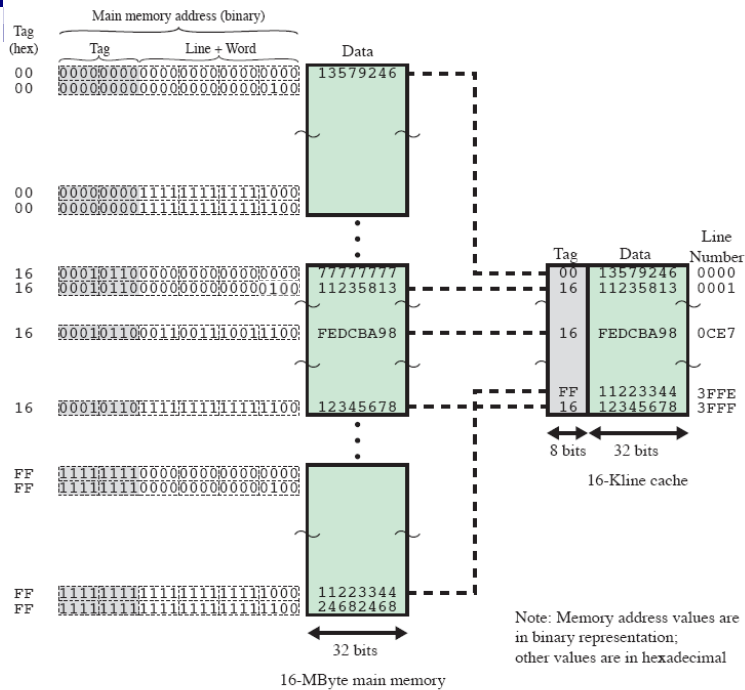 Main memory address (binary)
Tag
(hex)
Tag Line + Word Data
00 000000000000000000000000 13579246
00 000000000000000000000100
00 000000001111111111111000
00 000000001111111111111100
Line
Tag Data Number
16 000101100000000000000000 77777777 00 13579246 0000
16 000101100000000000000100 11235813 16 11235813 0001
16 000101100011001110011100 FEDCBA98 16 FEDCBA98 0CE7
FF 11223344 3FFE
16 000101101111111111111100 12345678 16 12345678 3FFF
8 bits 32 bits
16-Kline cache
FF 111111110000000000000000
FF 111111110000000000000100
FF 111111111111111111111000 11223344
FF 111111111111111111111100 24682468
Note: Memory address values are
in binary representation;
other values are in hexadecimal
32 bits
16-MByte main memory